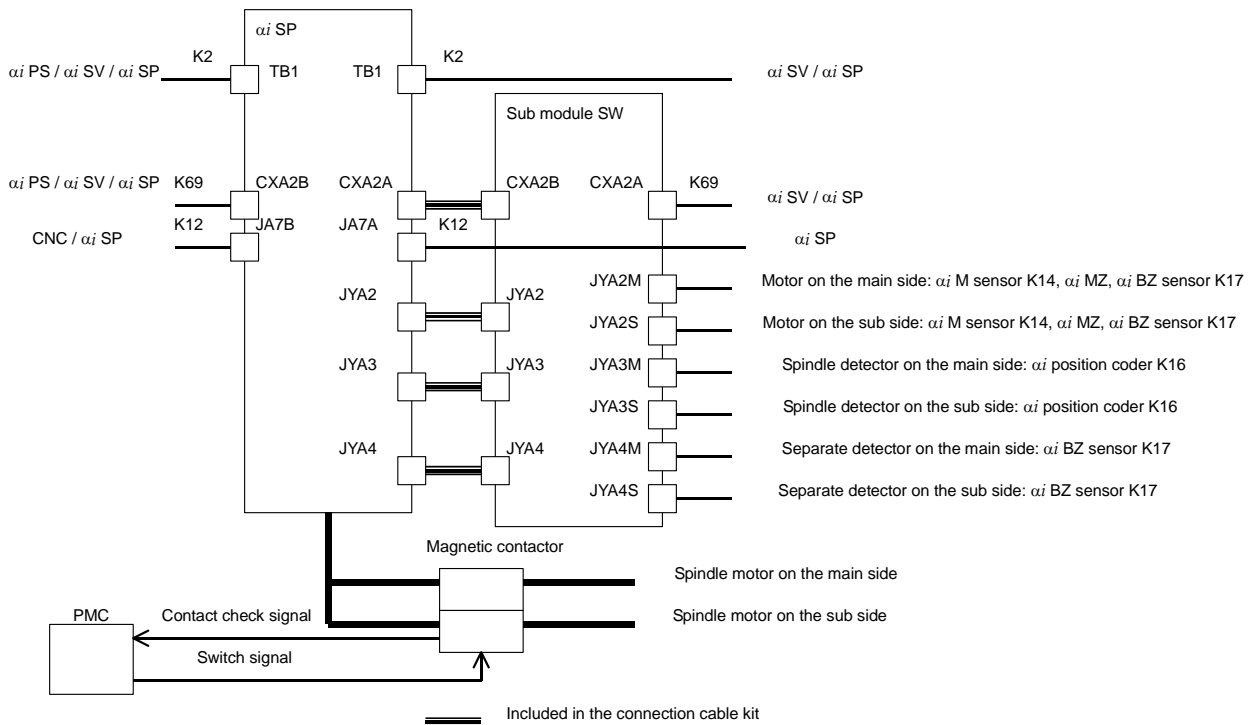 αi SP
K2
K2
αi PS / αi SV / αi SP
TB1
TB1
αi SV / αi SP
Sub module SW
αi PS / αi SV / αi SP
K69
CXA2B
CXA2A
CXA2B
CXA2A
K69
αi SV / αi SP
CNC / αi SP
K12
JA7B
JA7A
K12
αi SP
JYA2
JYA2
JYA2M
Motor on the main side: αi M sensor K14, αi MZ, αi BZ sensor K17
JYA2S
Motor on the sub side: αi M sensor K14, αi MZ, αi BZ sensor K17
JYA3
JYA3
JYA3M
Spindle detector on the main side: αi position coder K16
JYA3S
Spindle detector on the sub side: αi position coder K16
JYA4
JYA4
JYA4M
Separate detector on the main side: αi BZ sensor K17
JYA4S
Separate detector on the sub side: αi BZ sensor K17
Magnetic contactor
Spindle motor on the main side
Spindle motor on the sub side
PMC
Contact check signal
Switch signal
Included in the connection cable kit